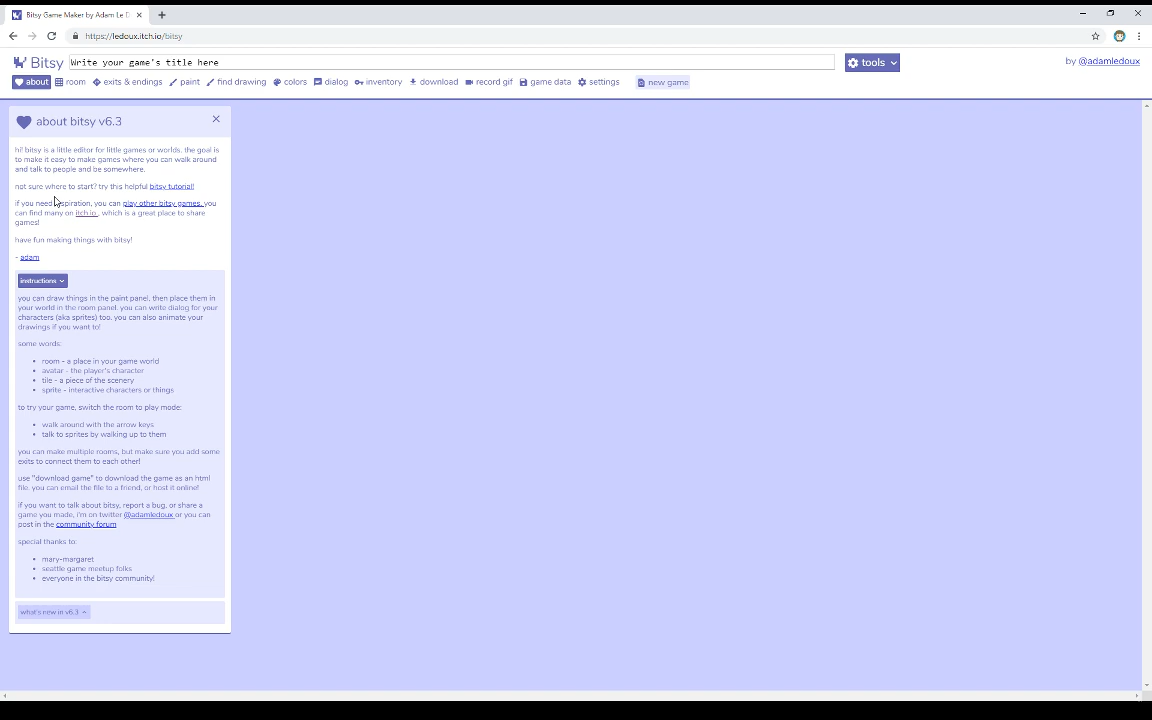 Bitsy Game Maker by Adam Le D
https://ledoux.itch.io/bitsy
Bitsy
Write your game's title here
tools
by @adamledoux
about
room
exits & endings
paint
find drawing
colors
dialog
inventory
download
record gif
game data
settings
new game
about bitsy v6.3
hi! bitsy is a little editor for little games or worlds. the goal is
to make it easy to make games where you can walk around
and talk to people and be somewhere.
not sure where to start? try this helpful bitsy tutorial!
if you need inspiration, you can play other bitsy games. you
can find many on itch.io , which is a great place to share
games!
have fun making things with bitsy!
- adam
instructions
you can draw things in the paint panel, then place them in
your world in the room panel. you can write dialog for your
characters (aka sprites) too. you can also animate your
drawings if you want to!
some words:
• room - a place in your game world
• avatar - the player's character
• tile - a piece of the scenery
• sprite - interactive characters or things
to try your game, switch the room to play mode:
• walk around with the arrow keys
• talk to sprites by walking up to them
you can make multiple rooms, but make sure you add some
exits to connect them to each other!
use "download game" to download the game as an html
file. you can email the file to a friend, or host it online!
if you want to talk about bitsy, report a bug, or share a
game you made, i'm on twitter @adamledoux or you can
post in the community forum
special thanks to:
• mary-margaret
• seattle game meetup folks
• everyone in the bitsy community!
what's new in v6.3